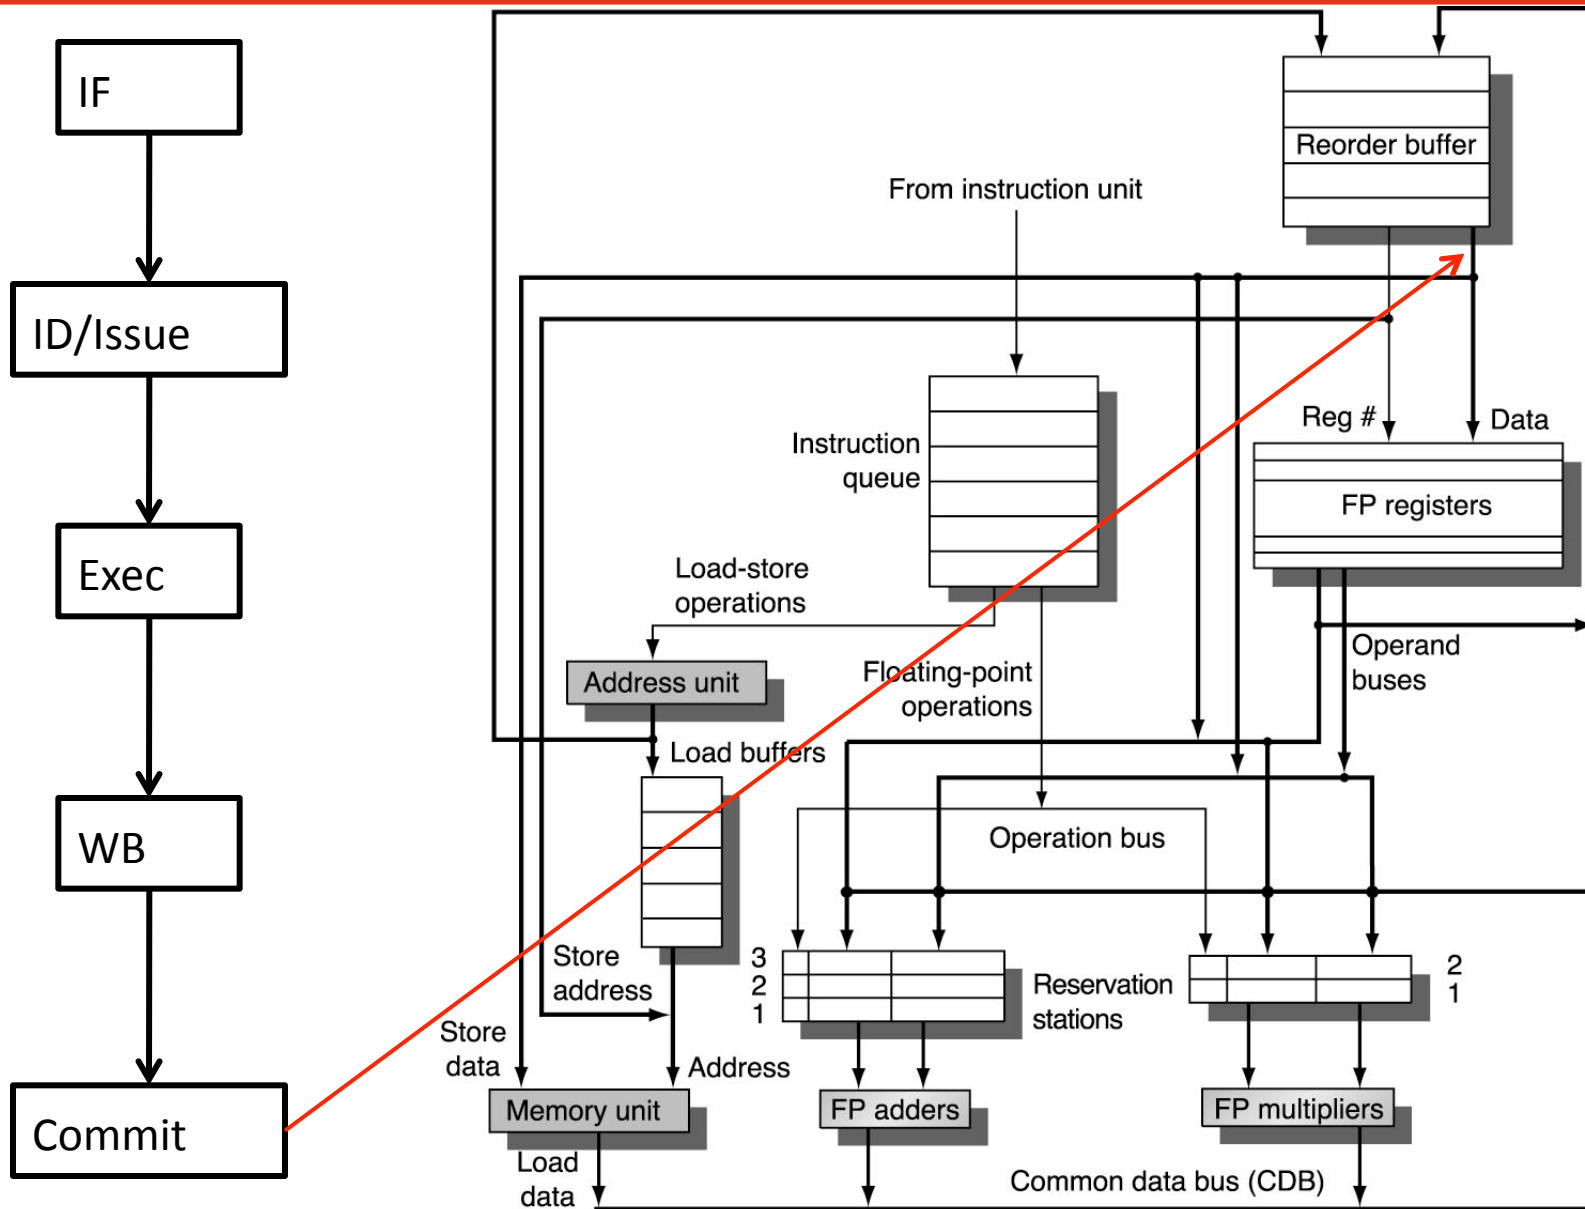 IF
ID/Issue
Exec
WB
Commit
Reorder buffer
From instruction unit
Instruction
queue
Reg #
Data
FP registers
Load-store
operations
Operand
buses
Address unit
Floating-point
operations
Load buffers
Operation bus
Store
address
3
2
1
Reservation
stations
2
1
Store
data
Address
Memory unit
FP adders
FP multipliers
Load
data
Common data bus (CDB)